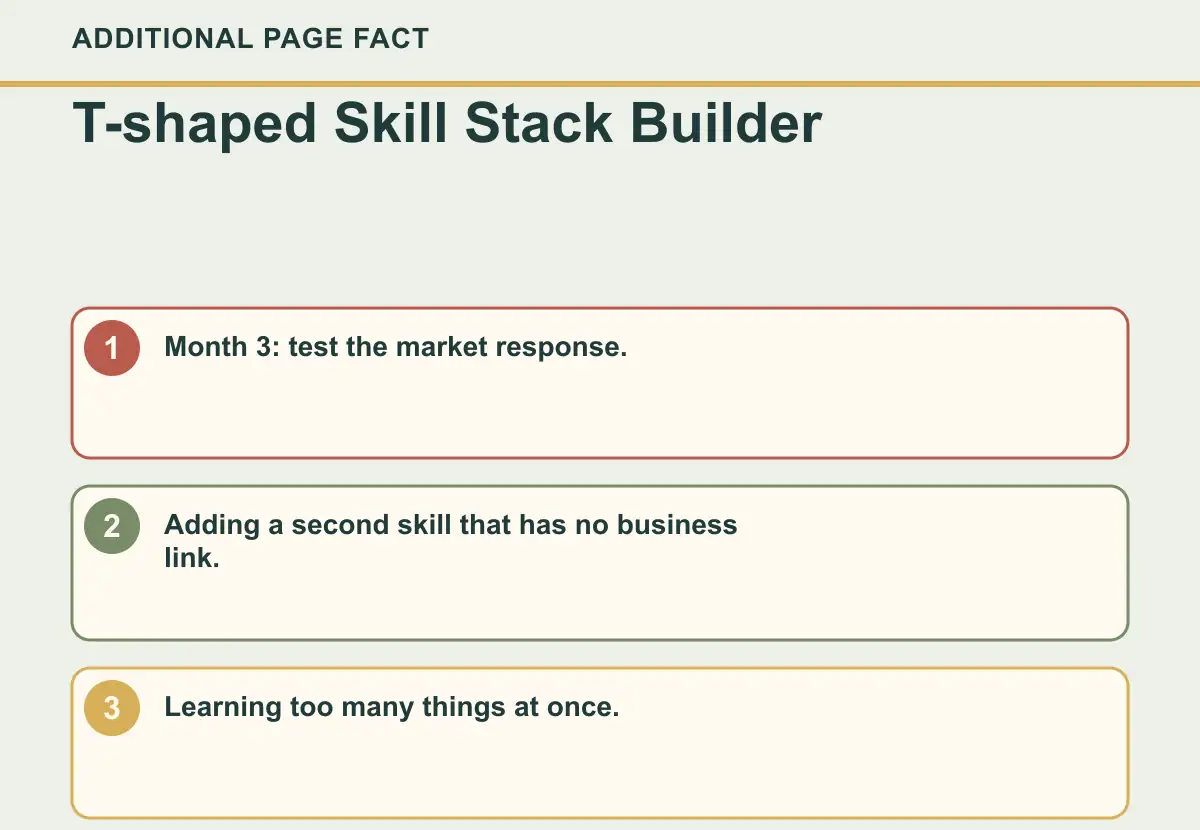 ADDITIONAL PAGE FACT
T-shaped Skill Stack Builder
1
Month 3: test the market response.
2
Adding a second skill that has no business
link.
3
Learning too many things at once.